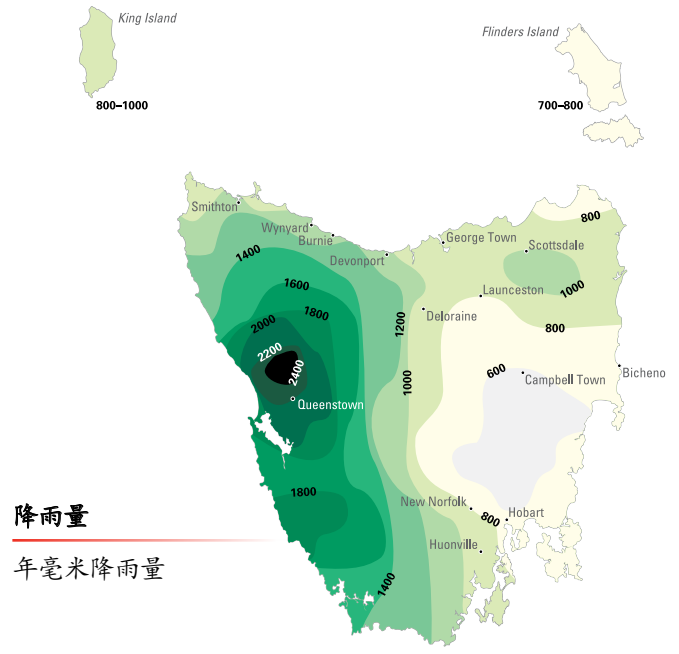 King Island
800–1000
Flinders Island
700–800
Smithton
Wynyard
Burnie
Devonport
George Town
Scottsdale
800
1400
1600
1800
2000
2200
2400
Queenstown
1200
1000
Deloraine
Launceston
1000
800
600
Campbell Town
Bicheno
1800
New Norfolk
800
Hobart
Huonville
1400
降雨量
年毫米降雨量